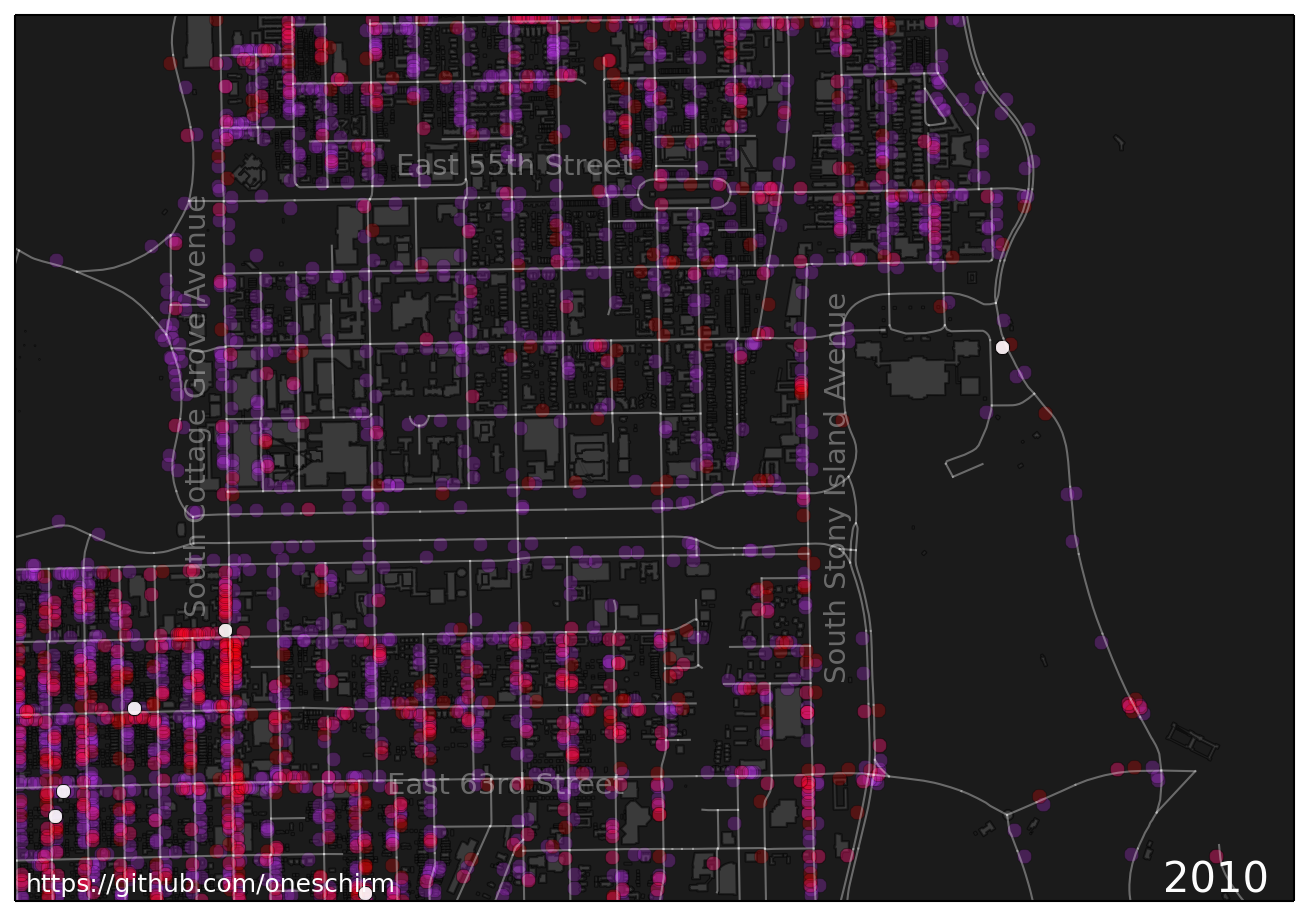 East 55th Street
South Cottage Grove Avenue
South Stony Island Avenue
East 63rd Street
https://github.com/oneschirm
2010